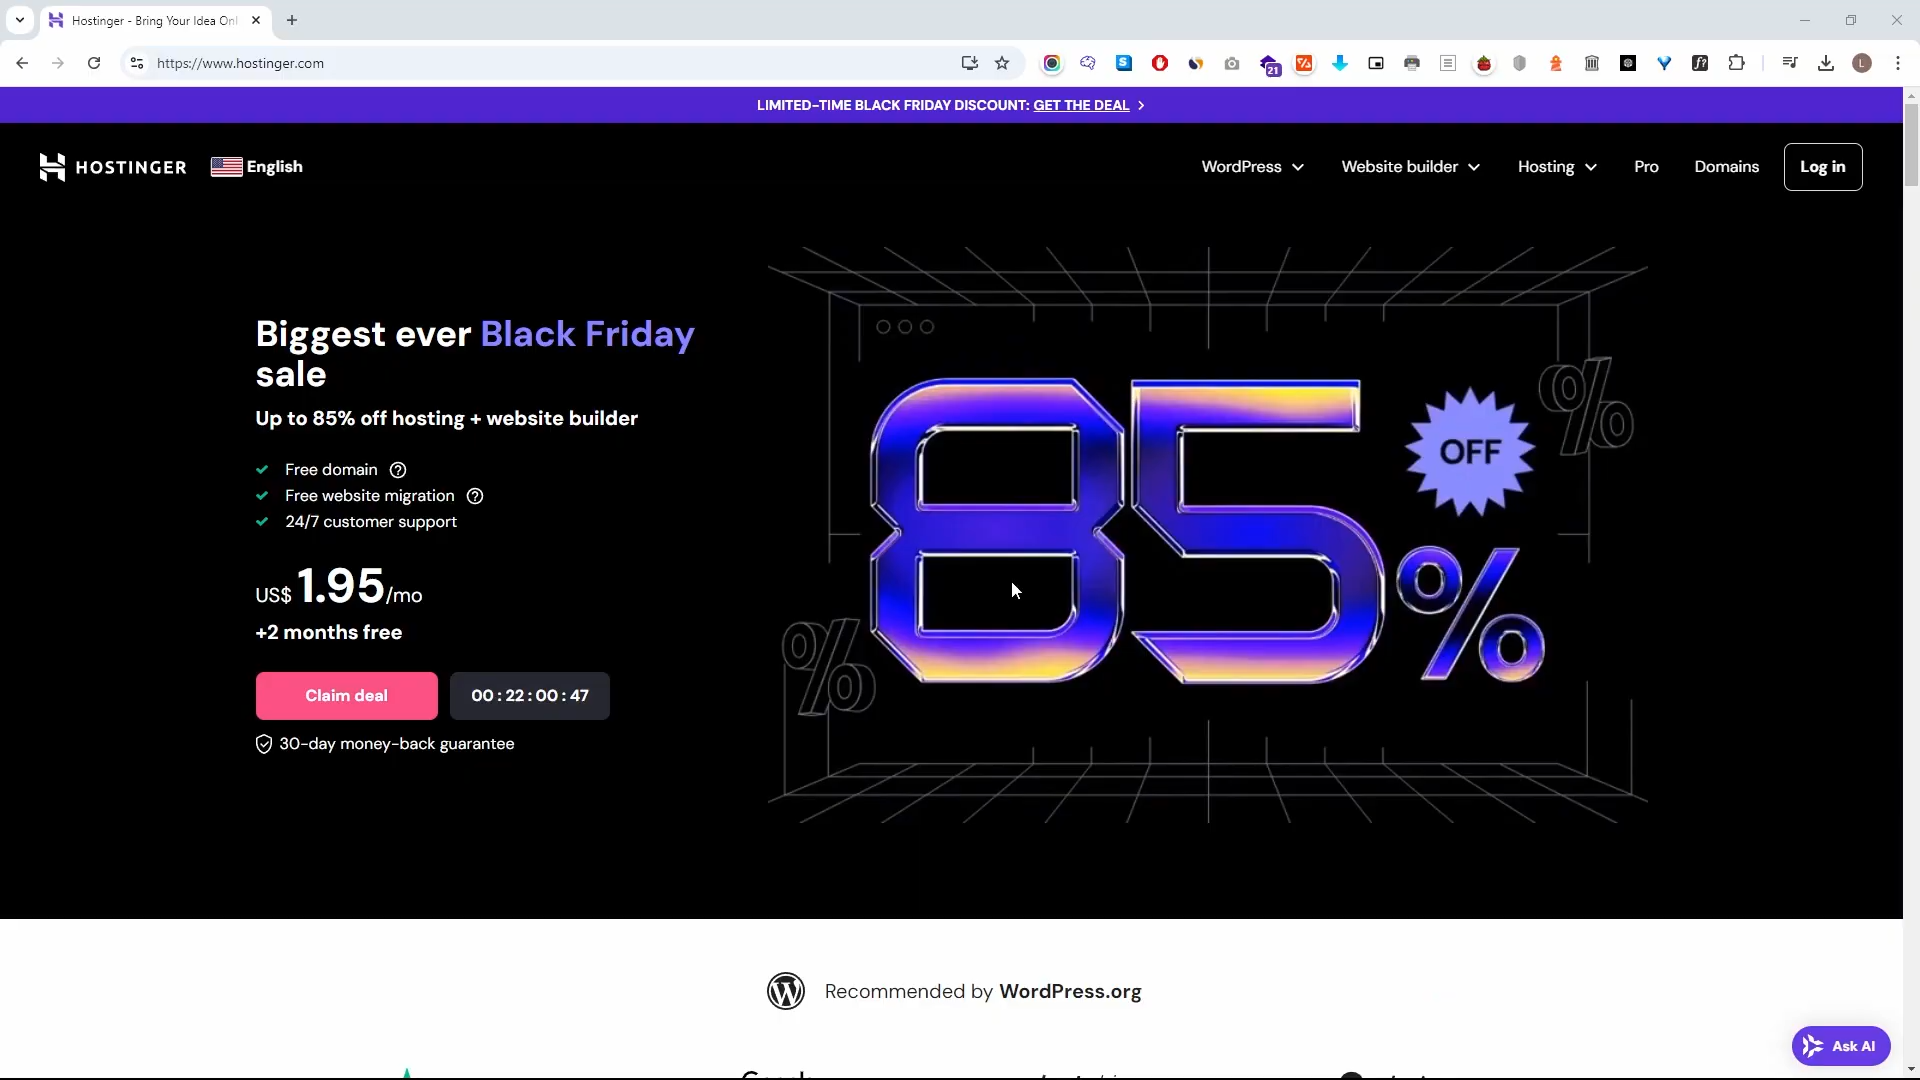 Hostinger - Bring Your Idea Onl
https://www.hostinger.com
21
L
LIMITED-TIME BLACK FRIDAY DISCOUNT: GET THE DEAL
HOSTINGER
English
WordPress
Website builder
Hosting
Pro
Domains
Log in
Biggest ever Black Friday
sale
Up to 85% off hosting + website builder
Free domain
Free website migration
24/7 customer support
US$ 1.95/mo
+2 months free
Claim deal
00 : 22 : 00 : 47
30-day money-back guarantee
85%
OFF
%
%
Recommended by WordPress.org
Ask AI